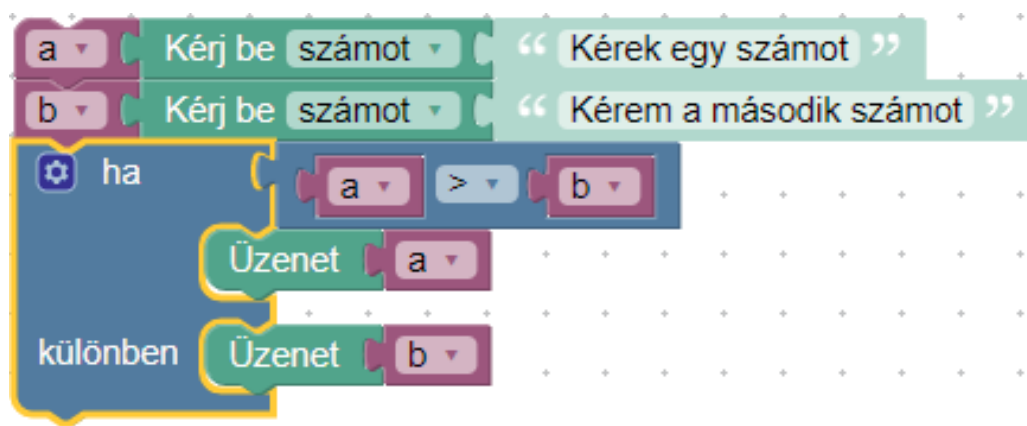 a Kérj be számot “ Kérek egy számot ”
b Kérj be számot “ Kérem a második számot ”
ha a > b
Üzenet a
különben Üzenet b